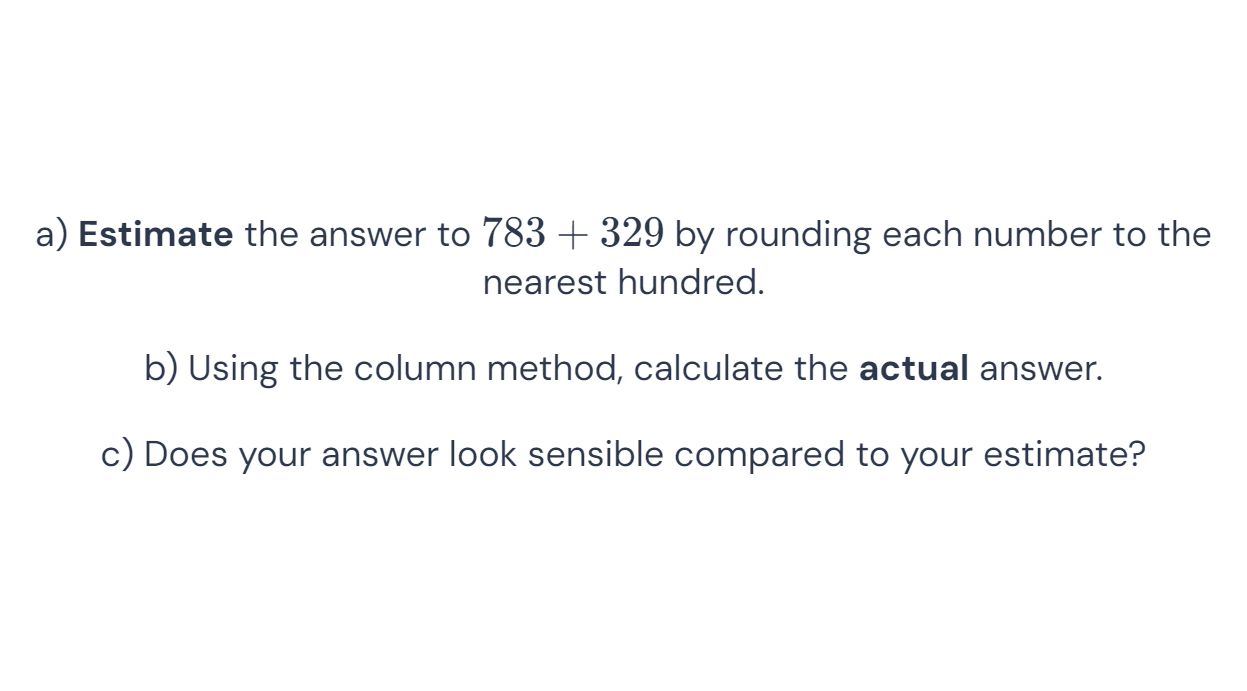 a) Estimate the answer to 783 + 329 by rounding each number to the
nearest hundred.
b) Using the column method, calculate the actual answer.
c) Does your answer look sensible compared to your estimate?